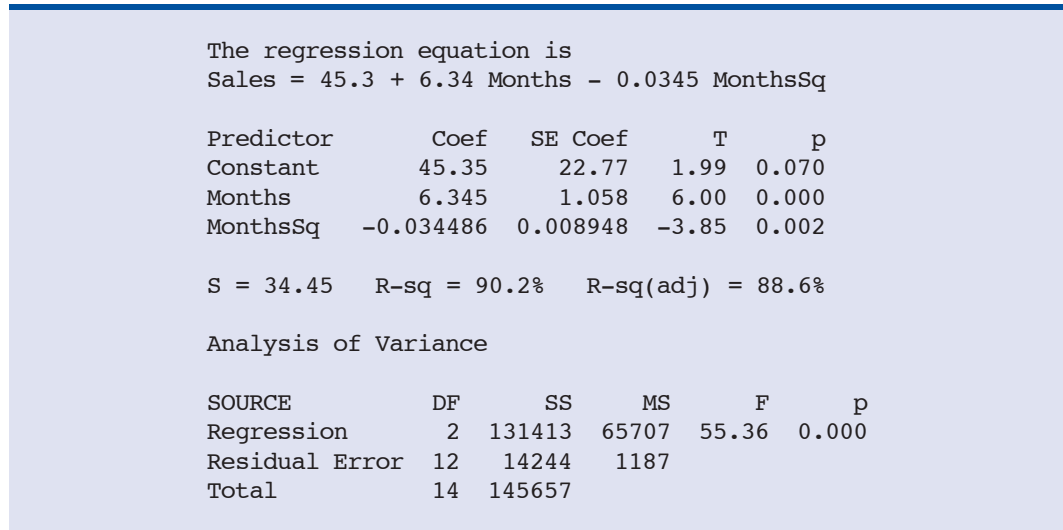 The regression equation is
Sales = 45.3 + 6.34 Months - 0.0345 MonthsSq
Predictor Coef SE Coef T p
Constant 45.35 22.77 1.99 0.070
Months 6.345 1.058 6.00 0.000
MonthsSq -0.034486 0.008948 -3.85 0.002
S = 34.45 R-sq = 90.2% R-sq(adj) = 88.6%
Analysis of Variance
SOURCE DF SS MS F p
Regression 2 131413 65707 55.36 0.000
Residual Error 12 14244 1187
Total 14 145657